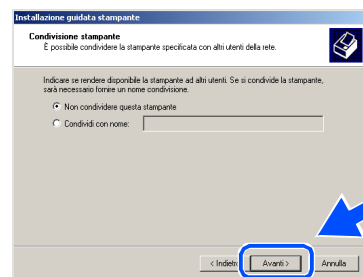 Installazione guidata stampante
Condivisione stampante
È possibile condividere la stampante specificata con altri utenti della rete.
Indicare se rendere disponibile la stampante ad altri utenti. Se si condivide la stampante,
sarà necessario fornire un nome condivisione.
Non condividere questa stampante
Condividi con nome:
< Indietro Avanti > Annulla